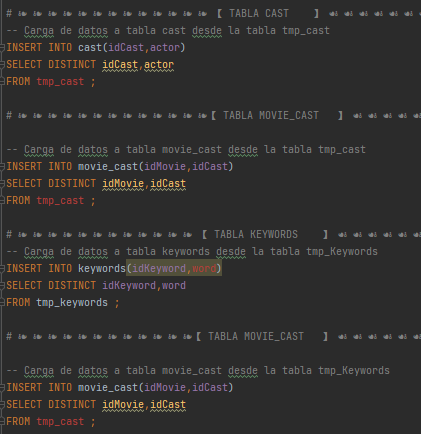 # ❧ ❧ ❧ ❧ ❧ ❧ ❧ ❧ ❧ ❧ ❧ 【 TABLA CAST 】 ☙ ☙ ☙ ☙ ☙ ☙
-- Carga de datos a tabla cast desde la tabla tmp_cast
INSERT INTO cast(idCast,actor)
SELECT DISTINCT idCast,actor
FROM tmp_cast ;
# ❧ ❧ ❧ ❧ ❧ ❧ ❧ ❧ ❧ ❧ ❧【 TABLA MOVIE_CAST 】 ☙ ☙ ☙ ☙ ☙
-- Carga de datos a tabla movie_cast desde la tabla tmp_cast
INSERT INTO movie_cast(idMovie,idCast)
SELECT DISTINCT idMovie,idCast
FROM tmp_cast ;
# ❧ ❧ ❧ ❧ ❧ ❧ ❧ ❧ ❧ ❧ 【 TABLA KEYWORDS 】 ☙ ☙ ☙ ☙ ☙
-- Carga de datos a tabla keywords desde la tabla tmp_Keywords
INSERT INTO keywords(idKeyword,word)
SELECT DISTINCT idKeyword,word
FROM tmp_keywords ;
# ❧ ❧ ❧ ❧ ❧ ❧ ❧ ❧ ❧ ❧【 TABLA MOVIE_CAST 】 ☙ ☙ ☙ ☙ ☙
-- Carga de datos a tabla movie_cast desde la tabla tmp_Keywords
INSERT INTO movie_cast(idMovie,idCast)
SELECT DISTINCT idMovie,idCast
FROM tmp_cast ;